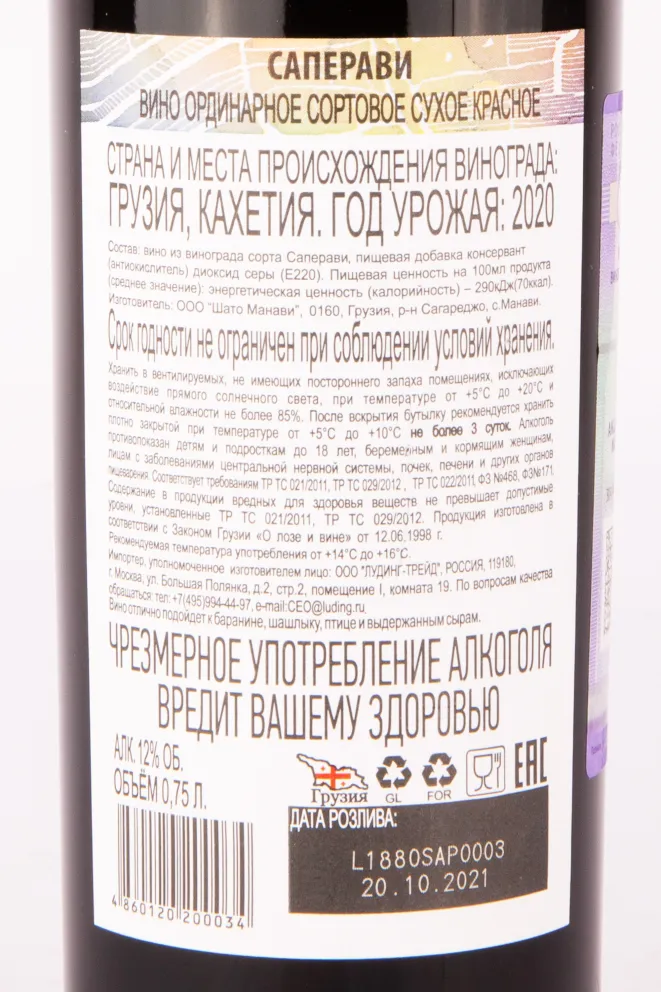 САПЕРАВИ
ВИНО ОРДИНАРНОЕ СОРТОВОЕ СУХОЕ КРАСНОЕ
СТРАНА И МЕСТА ПРОИСХОЖДЕНИЯ ВИНОГРАДА:
ГРУЗИЯ, КАХЕТИЯ. ГОД УРОЖАЯ: 2020
Состав: вино из винограда сорта Саперави, пищевая добавка консервант
(антиокислитель) диоксид серы (Е220). Пищевая ценность на 100мл продукта
(среднее значение): энергетическая ценность (калорийность) – 290кДж(70ккал).
Изготовитель: ООО "Шато Манави", 0160, Грузия, р-н Сагареджо, с.Манави.
Срок годности не ограничен при соблюдении условий хранения.
Хранить в вентилируемых, не имеющих постороннего запаха помещениях, исключающих
воздействие прямого солнечного света, при температуре от +5°С до +20°С и
относительной влажности не более 85%. После вскрытия бутылку рекомендуется хранить
плотно закрытой при температуре от +5°С до +10°С не более 3 суток. Алкоголь
противопоказан детям и подросткам до 18 лет, беременным и кормящим женщинам,
лицам с заболеваниями центральной нервной системы, почек, печени и других органов
пищеварения. Соответствует требованиям ТР ТС 021/2011, ТР ТС 029/2012 , ТР ТС 022/2011, ФЗ №468, ФЗ№171
Содержание в продукции вредных для здоровья веществ не превышает допустимые
уровни, установленные ТР ТС 021/2011, ТР ТС 029/2012. Продукция изготовлена в
соответствии с Законом Грузии «О лозе и вине» от 12.06.1998 г.
Рекомендуемая температура употребления от +14°С до +16°С.
Импортер, уполномоченное изготовителем лицо: ООО "ЛУДИНГ-ТРЕЙД", РОССИЯ, 119180,
г. Москва, ул. Большая Полянка, д.2, стр.2, помещение I, комната 19. По вопросам качества
обращаться: тел: +7(495)994-44-97, e-mail:CEO@luding.ru
Вино отлично подойдет к баранине, шашлыку, птице и выдержанным сырам.
ЧРЕЗМЕРНОЕ УПОТРЕБЛЕНИЕ АЛКОГОЛЯ
ВРЕДИТ ВАШЕМУ ЗДОРОВЬЮ
АЛК. 12% ОБ.
ОБЪЁМ 0,75 Л.
Грузия
GL
FOR
EAC
ДАТА РОЗЛИВА:
L1880SAP0003
20.10.2021
4 860120 200034